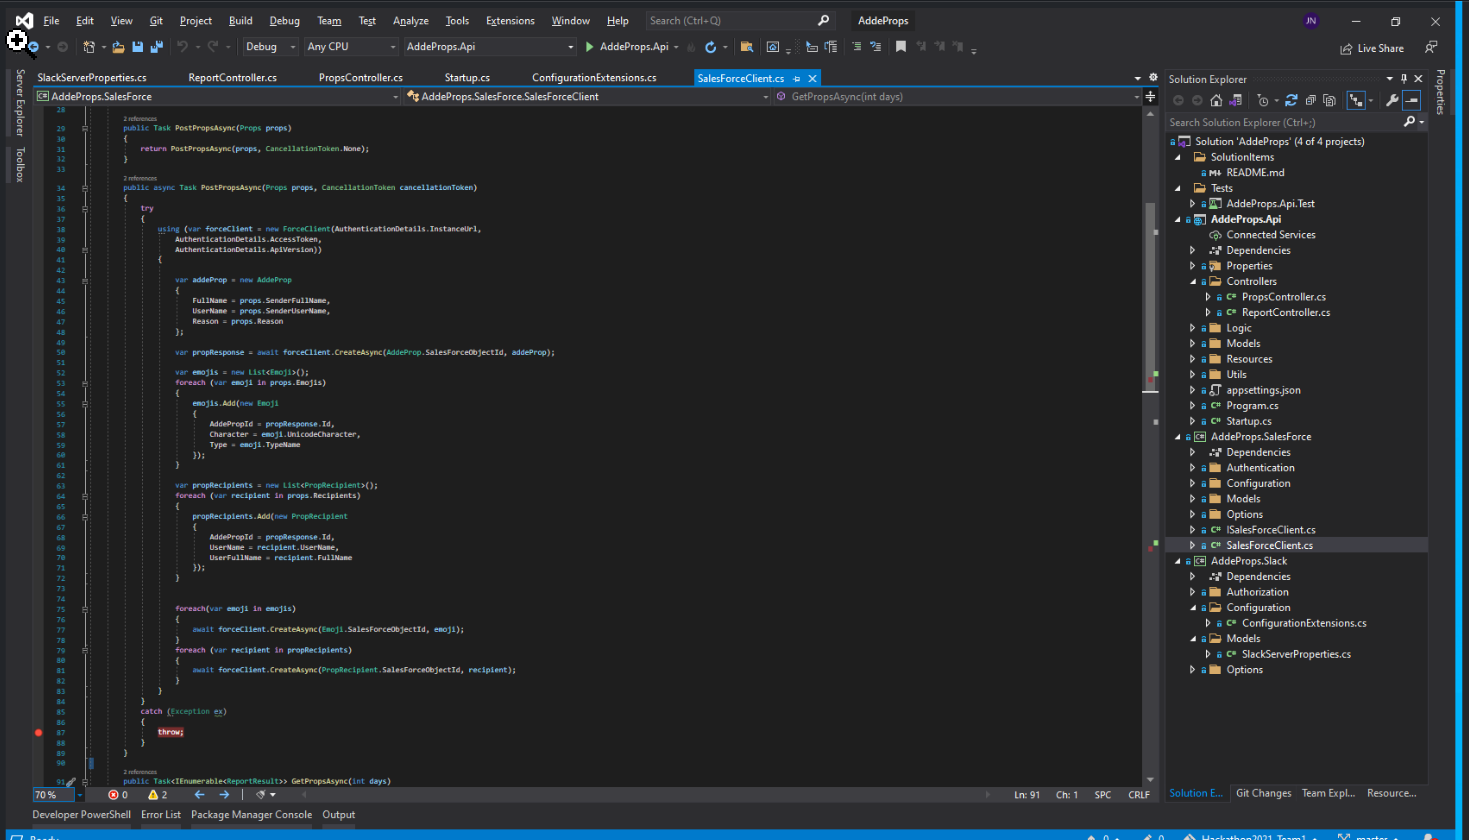 File Edit View Git Project Build Debug Team Test Analyze Tools Extensions Window Help Search (Ctrl+Q) AddeProps JN
Debug Any CPU AddeProps.Api AddeProps.Api Live Share
SlackServerProperties.cs ReportController.cs PropsController.cs Startup.cs ConfigurationExtensions.cs SalesForceClient.cs
AddeProps.SalesForce AddeProps.SalesForce.SalesForceClient GetPropsAsync(int days)
Server Explorer
Toolbox
28
2 references
29 public Task PostPropsAsync(Props props)
30 {
31 return PostPropsAsync(props, CancellationToken.None);
32 }
33
2 references
34 public async Task PostPropsAsync(Props props, CancellationToken cancellationToken)
35 {
36 try
37 {
38 using (var forceClient = new ForceClient(AuthenticationDetails.InstanceUrl,
39 AuthenticationDetails.AccessToken,
40 AuthenticationDetails.ApiVersion))
41 {
42
43 var addeProp = new AddeProp
44 {
45 FullName = props.SenderFullName,
46 UserName = props.SenderUserName,
47 Reason = props.Reason
48 };
49
50 var propResponse = await forceClient.CreateAsync(AddeProp.SalesForceObjectId, addeProp);
51
52 var emojis = new List<Emoji>();
53 foreach (var emoji in props.Emojis)
54 {
55 emojis.Add(new Emoji
56 {
57 AddePropId = propResponse.Id,
58 Character = emoji.UnicodeCharacter,
59 Type = emoji.TypeName
60 });
61 }
62
63 var propRecipients = new List<PropRecipient>();
64 foreach (var recipient in props.Recipients)
65 {
66 propRecipients.Add(new PropRecipient
67 {
68 AddePropId = propResponse.Id,
69 UserName = recipient.UserName,
70 UserFullName = recipient.FullName
71 });
72 }
73
74
75 foreach(var emoji in emojis)
76 {
77 await forceClient.CreateAsync(Emoji.SalesForceObjectId, emoji);
78 }
79 foreach (var recipient in propRecipients)
80 {
81 await forceClient.CreateAsync(PropRecipient.SalesForceObjectId, recipient);
82 }
83 }
84 }
85 catch (Exception ex)
86 {
87 throw;
88 }
89 }
90
2 references
91 public Task<IEnumerable<ReportResult>> GetPropsAsync(int days)
70 % 0 2 Ln: 91 Ch: 1 SPC CRLF
Developer PowerShell Error List Package Manager Console Output
Solution Explorer
Search Solution Explorer (Ctrl+;)
Solution 'AddeProps' (4 of 4 projects)
SolutionItems
README.md
Tests
AddeProps.Api.Test
AddeProps.Api
Connected Services
Dependencies
Properties
Controllers
PropsController.cs
ReportController.cs
Logic
Models
Resources
Utils
appsettings.json
Program.cs
Startup.cs
AddeProps.SalesForce
Dependencies
Authentication
Configuration
Models
Options
ISalesForceClient.cs
SalesForceClient.cs
AddeProps.Slack
Dependencies
Authorization
Configuration
ConfigurationExtensions.cs
Models
SlackServerProperties.cs
Options
Solution E... Git Changes Team Expl... Resource...
Properties
Ready 0 0 Hackathon2021_Team1 master